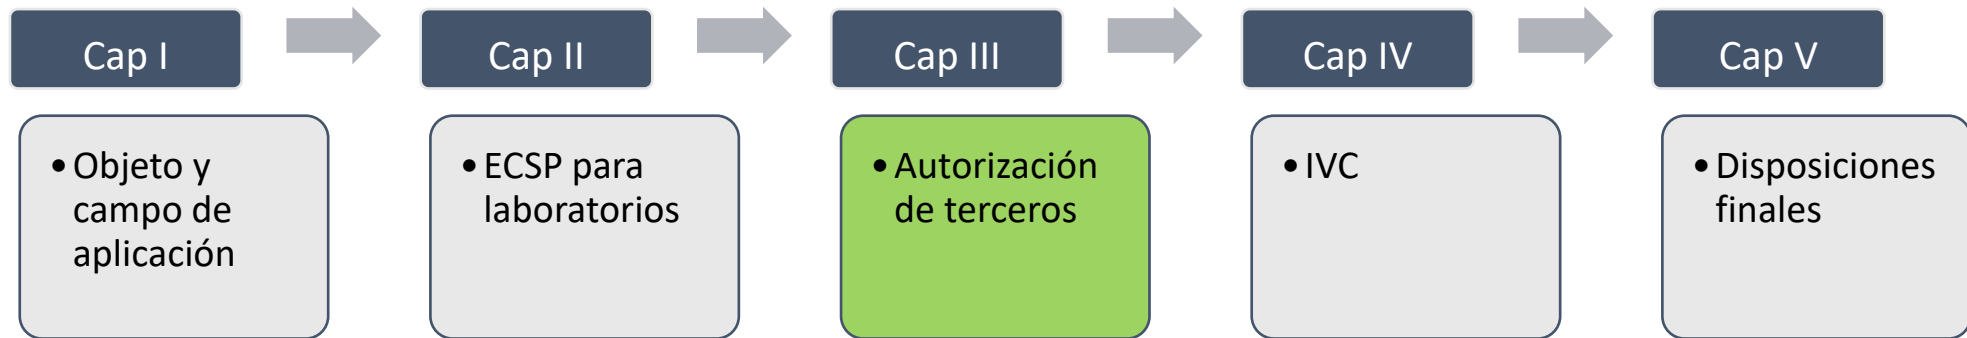 Cap I
Cap II
Cap III
Cap IV
Cap V
•Objeto y
campo de
aplicación
•ECSP para
laboratorios
•Autorización
de terceros
•IVC
•Disposiciones
finales